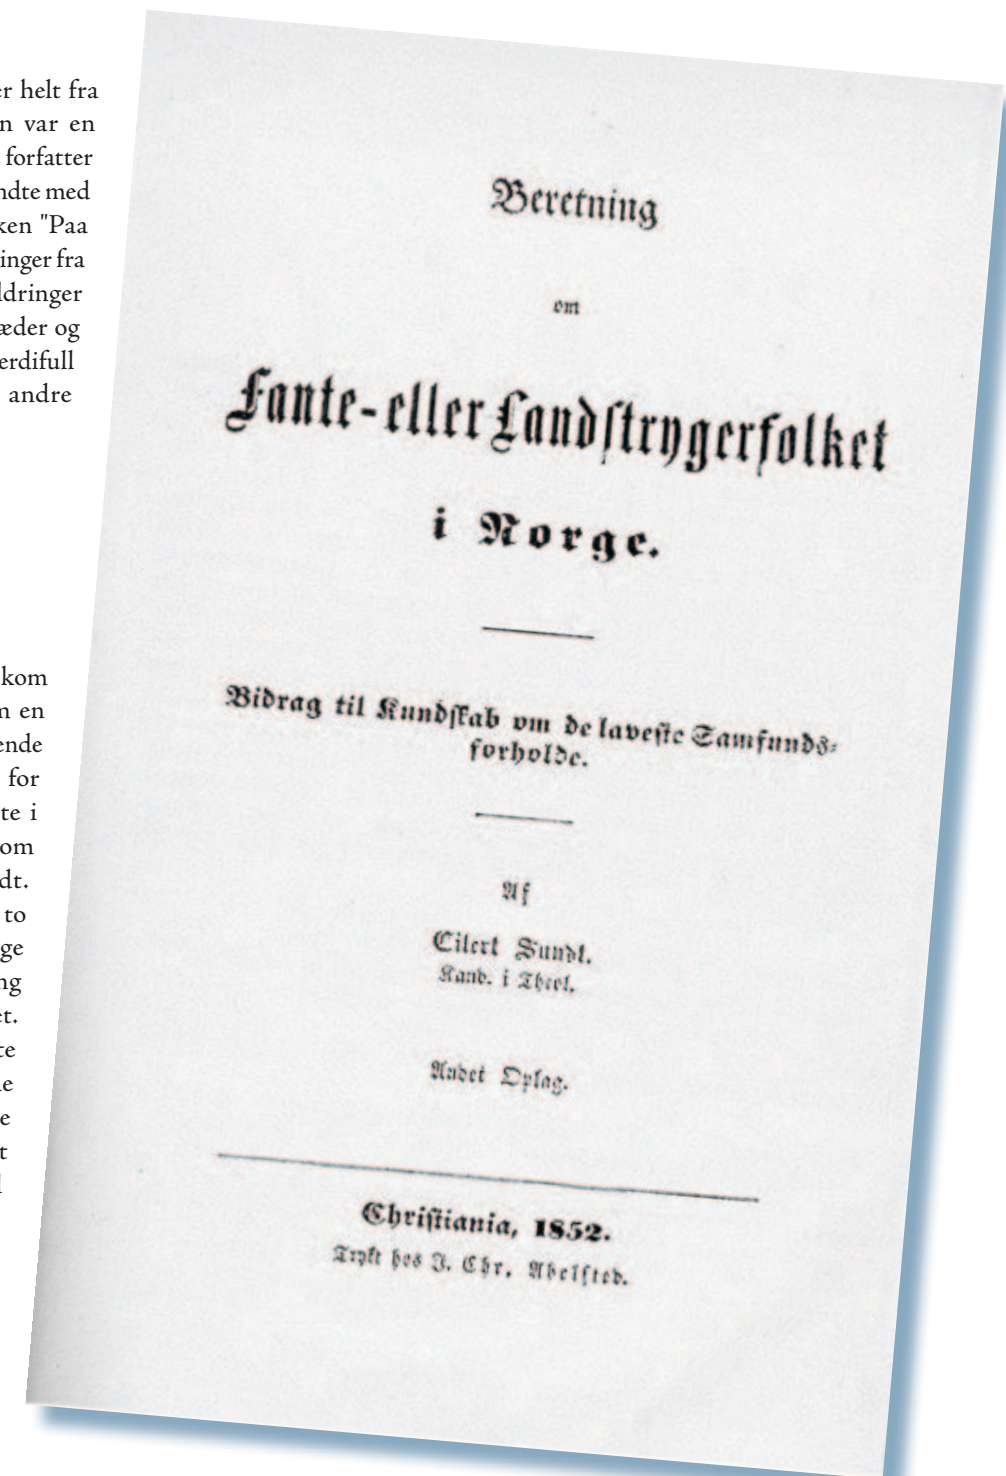 er helt fra
n var en
forfatter
ndte med
ken "Paa
inger fra
ldringer
æder og
erdifull
andre
kom
n en
ende
for
te i
om
dt.
to
ge
ng
et.
te
e
e
t
l
Beretning
om
Fante- eller Landstrygerfolket
i Norge.
Bidrag til Kundskab om de laveste Samfunds-
forholde.
Af
Eilert Sundt.
Kand. i Theol.
Andet Oplag.
Christiania, 1852.
Trykt hos J. Chr. Abelsted.